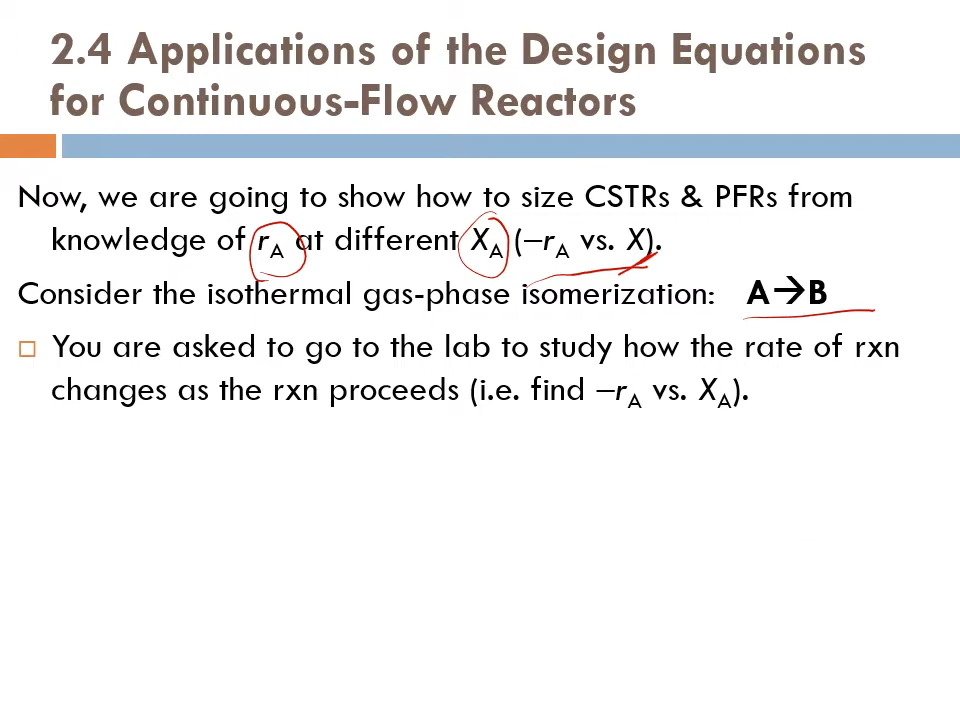 2.4 Applications of the Design Equations
for Continuous-Flow Reactors
Now, we are going to show how to size CSTRs & PFRs from
knowledge of rA at different XA (–rA vs. X).
Consider the isothermal gas-phase isomerization: A→B
You are asked to go to the lab to study how the rate of rxn
changes as the rxn proceeds (i.e. find –rA vs. XA).